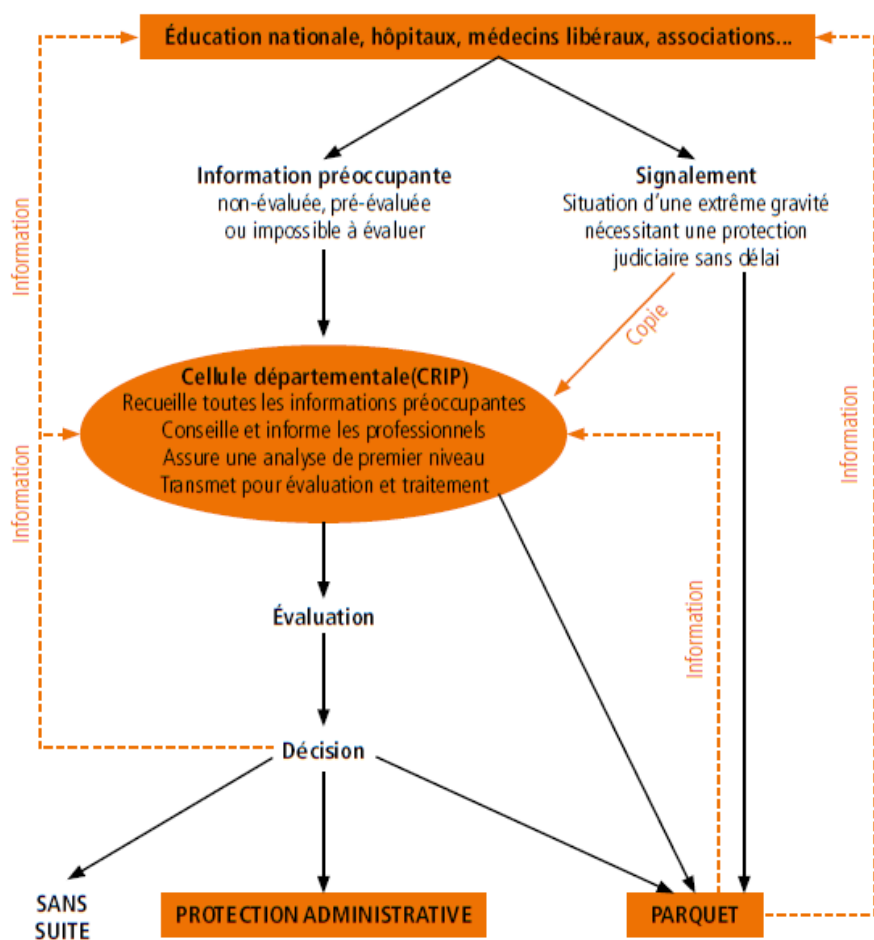 Éducation nationale, hôpitaux, médecins libéraux, associations...
Information préoccupante
non-évaluée, pré-évaluée
ou impossible à évaluer
Signalement
Situation d'une extrême gravité
nécessitant une protection
judiciaire sans délai
Information
Copie
Cellule départementale(CRIP)
Recueille toutes les informations préoccupantes
Conseille et informe les professionnels
Assure une analyse de premier niveau
Transmet pour évaluation et traitement
Information
Information
Information
Évaluation
Décision
SANS
SUITE
PROTECTION ADMINISTRATIVE
PARQUET